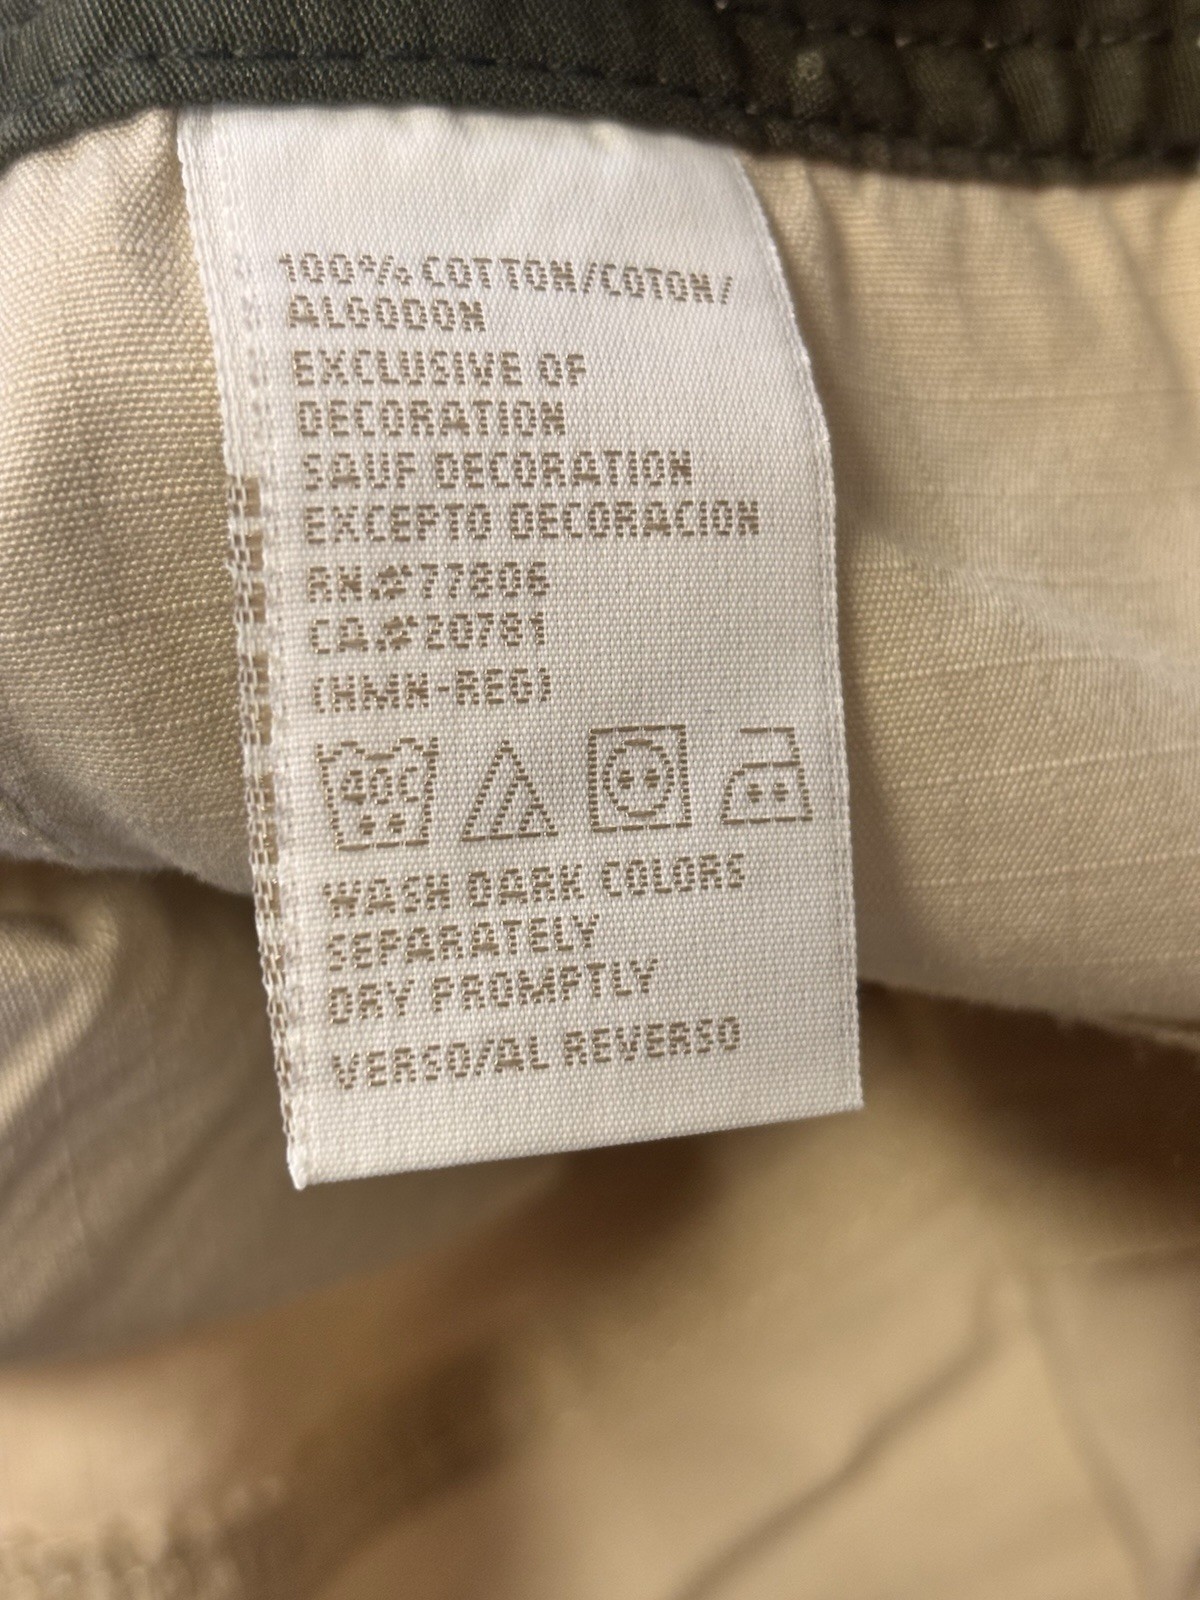 100% COTTON/COTON/
ALGODON
EXCLUSIVE OF
DECORATION
SAUF DECORATION
EXCEPTO DECORACION
RN#77806
CA#20781
(HMN-REG)
40C
WASH DARK COLORS
SEPARATELY
DRY PROMPTLY
VERSO/AL REVERSO